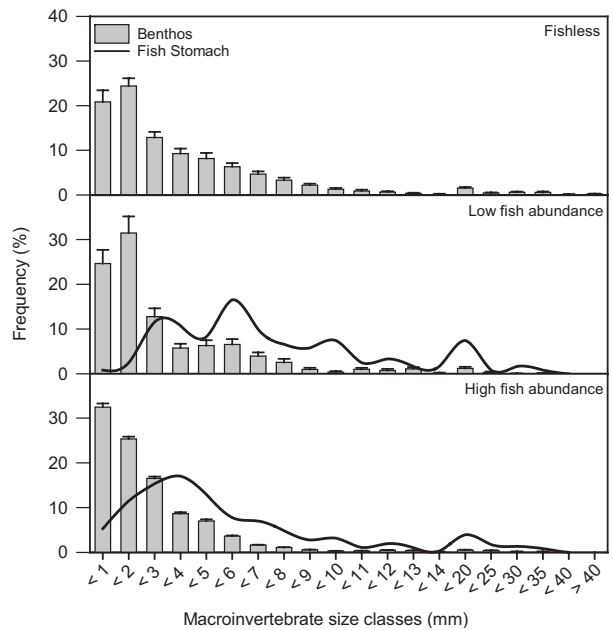 40
Benthos
Fish Stomach
Fishless
30
20
10
0
Low fish abundance
30
20
10
0
High fish abundance
30
20
10
0
Frequency (%)
< 1 < 2 < 3 < 4 < 5 < 6 < 7 < 8 < 9 < 10 < 11 < 12 < 13 < 14 < 20 < 25 < 30 < 35 < 40 > 40
Macroinvertebrate size classes (mm)